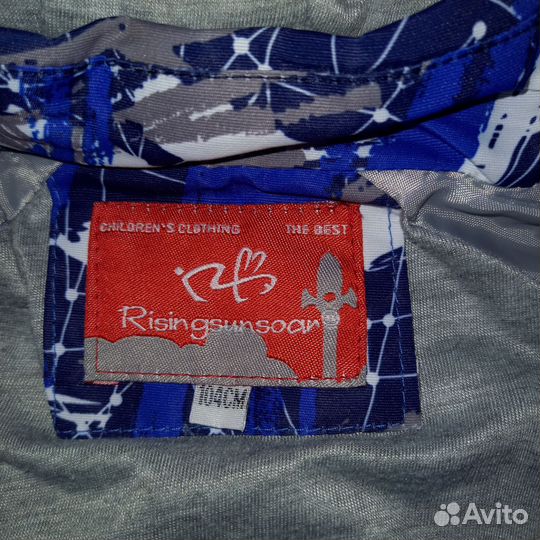 CHILDREN'S CLOTHING THE BEST
Risingsunsoar
104CM
Avito